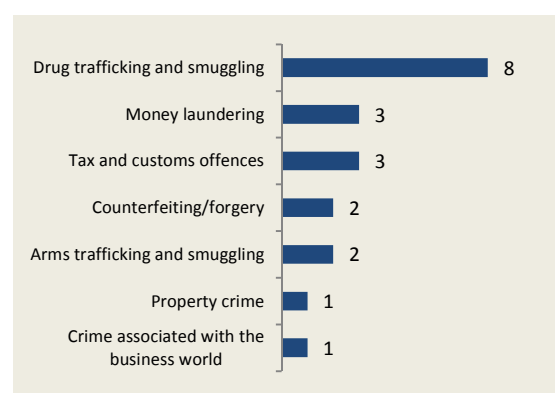 Drug trafficking and smuggling 8
Money laundering 3
Tax and customs offences 3
Counterfeiting/forgery 2
Arms trafficking and smuggling 2
Property crime 1
Crime associated with the
business world 1